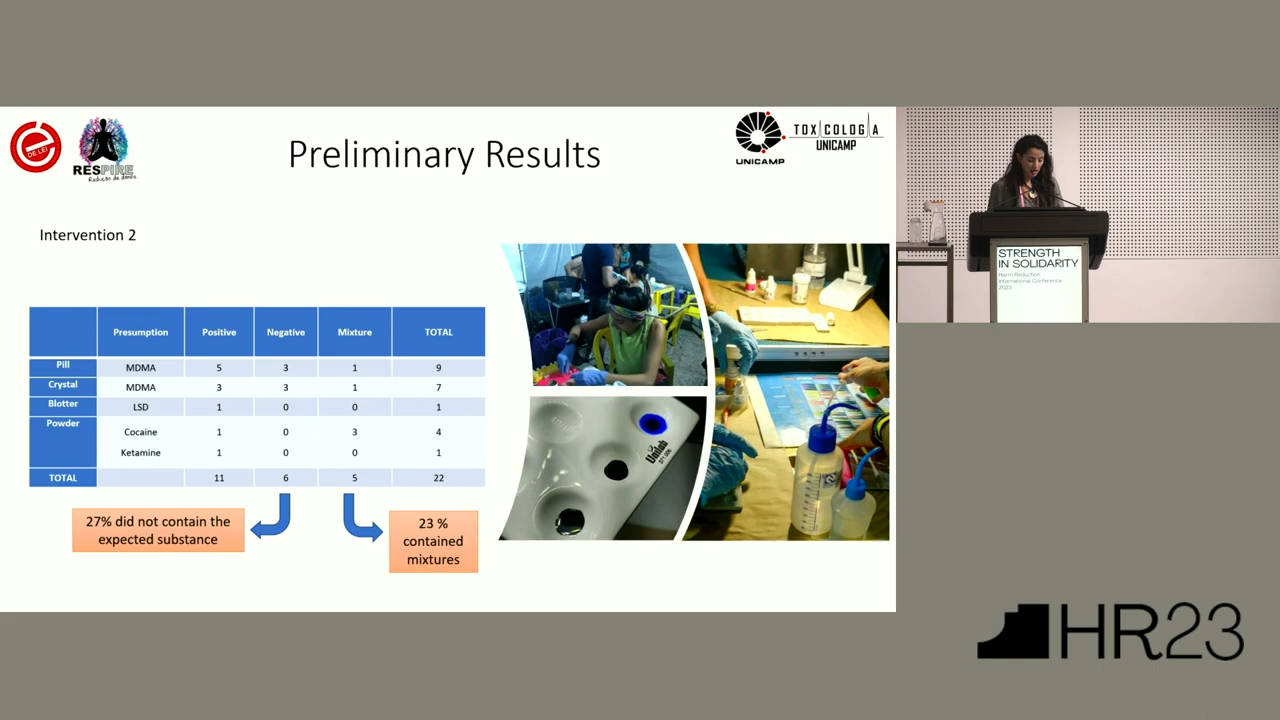 é
DE LEI
RESPIRE
Redução de danos
Preliminary Results
UNICAMP
TOXICOLOGIA
UNICAMP
Intervention 2
Presumption Positive Negative Mixture TOTAL
Pill MDMA 5 3 1 9
Crystal MDMA 3 3 1 7
Blotter LSD 1 0 0 1
Powder
Cocaine 1 0 3 4
Ketamine 1 0 0 1
TOTAL 11 6 5 22
27% did not contain the
expected substance
23 %
contained
mixtures
Unilab
STRENGTH
IN SOLIDARITY
Harm Reduction
International Conference
2023
HR23